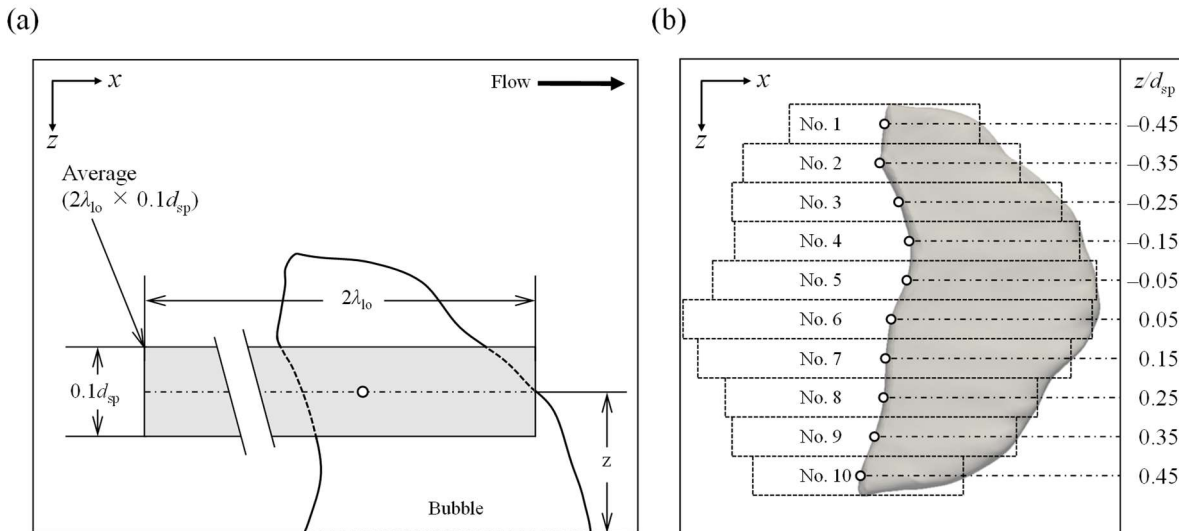 (a)
x
z
Flow
Average
(2λlo × 0.1dsp)
2λlo
0.1dsp
z
Bubble
(b)
x
z
z/dsp
No. 1
–0.45
No. 2
–0.35
No. 3
–0.25
No. 4
–0.15
No. 5
–0.05
No. 6
0.05
No. 7
0.15
No. 8
0.25
No. 9
0.35
No. 10
0.45